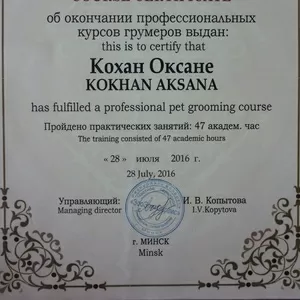 COURSE CERTIFICATE
об окончании профессиональных
курсов грумеров выдан:
this is to certify that
Кохан Оксане
KOKHAN AKSANA
has fulfilled a professional pet grooming course
Пройдено практических занятий: 47 академ. час
The training consisted of 47 academic hours
« 28 » июля 2016 г.
28 July, 2016
Управляющий: И. В. Копытова
Managing director I.V.Kopytova
г. МИНСК
Minsk